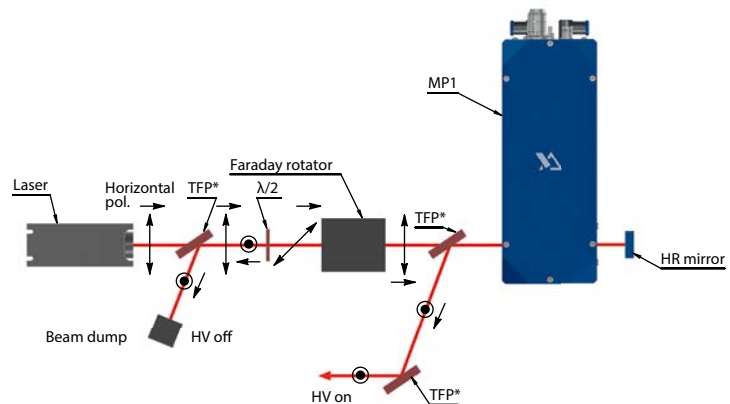 MP1
Faraday rotator
Laser
Horizontal
pol.
TFP*
λ/2
TFP*
HR mirror
Beam dump
HV off
HV on
TFP*